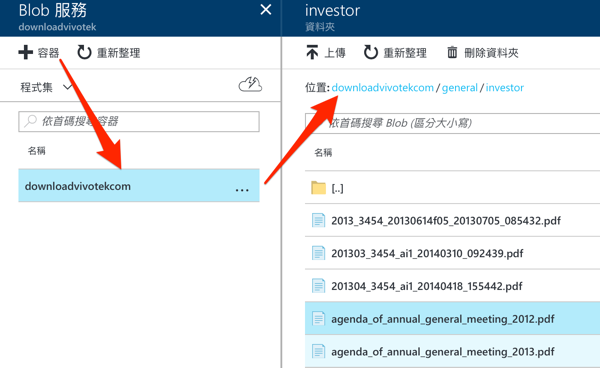 Blob 服務
downloadvivotek
容器
重新整理
程式集
依首碼搜尋容器
名稱
downloadvivotekcom
...
investor
資料夾
上傳
重新整理
刪除資料夾
位置: downloadvivotekcom / general / investor
依首碼搜尋 Blob (區分大小寫)
名稱
[..]
2013_3454_20130614f05_20130705_085432.pdf
201303_3454_ai1_20140310_092439.pdf
201304_3454_ai1_20140418_155442.pdf
agenda_of_annual_general_meeting_2012.pdf
agenda_of_annual_general_meeting_2013.pdf